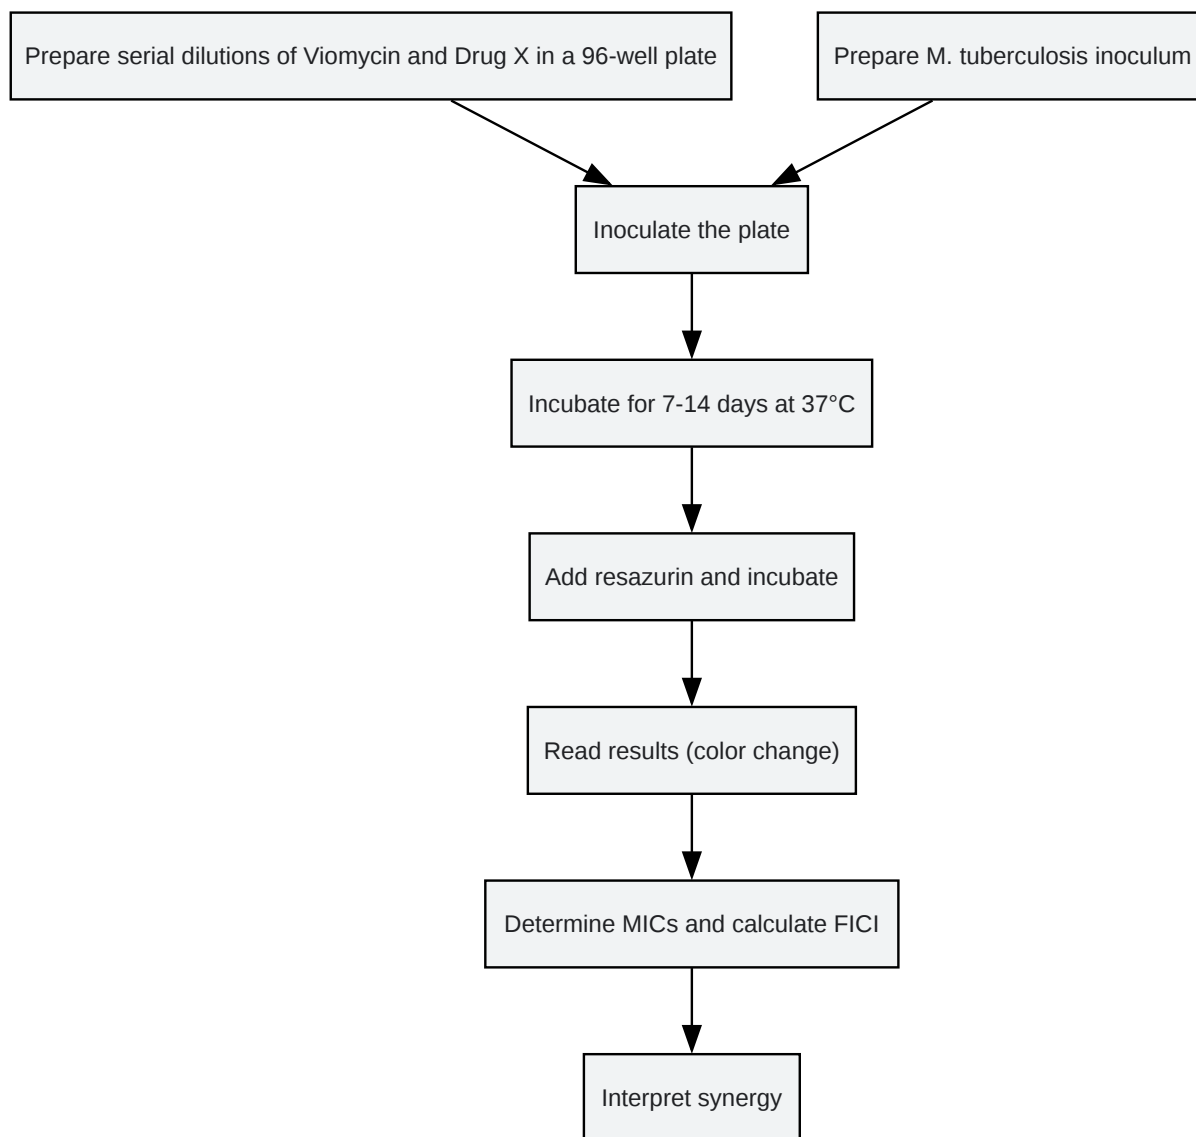 Prepare serial dilutions of Viomycin and Drug X in a 96-well plate
Prepare M. tuberculosis inoculum
Inoculate the plate
Incubate for 7-14 days at 37°C
Add resazurin and incubate
Read results (color change)
Determine MICs and calculate FICI
Interpret synergy